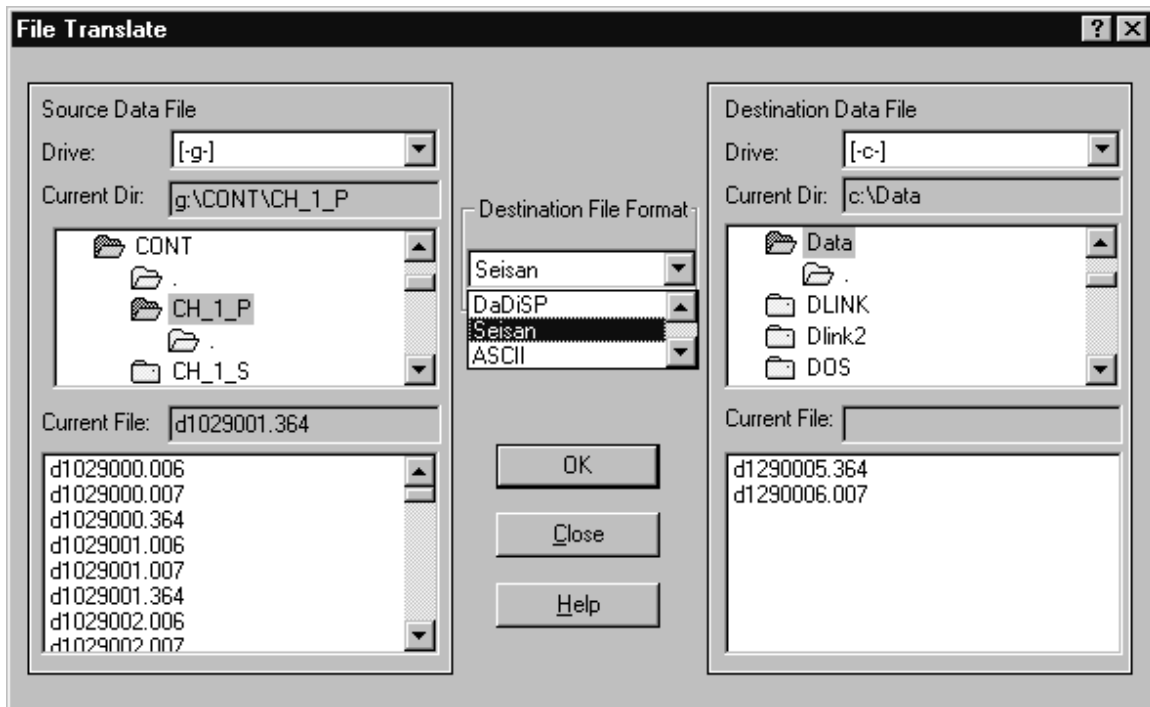 File Translate
Source Data File
Drive: [-g-]
Current Dir: g:\CONT\CH_1_P
CONT
.
CH_1_P
.
CH_1_S
Current File: d1029001.364
d1029000.006
d1029000.007
d1029000.364
d1029001.006
d1029001.007
d1029001.364
d1029002.006
d1029002.007
Destination File Format
Seisan
DaDiSP
Seisan
ASCII
OK
Close
Help
Destination Data File
Drive: [-c-]
Current Dir: c:\Data
Data
.
DLINK
Dlink2
DOS
Current File:
d1290005.364
d1290006.007